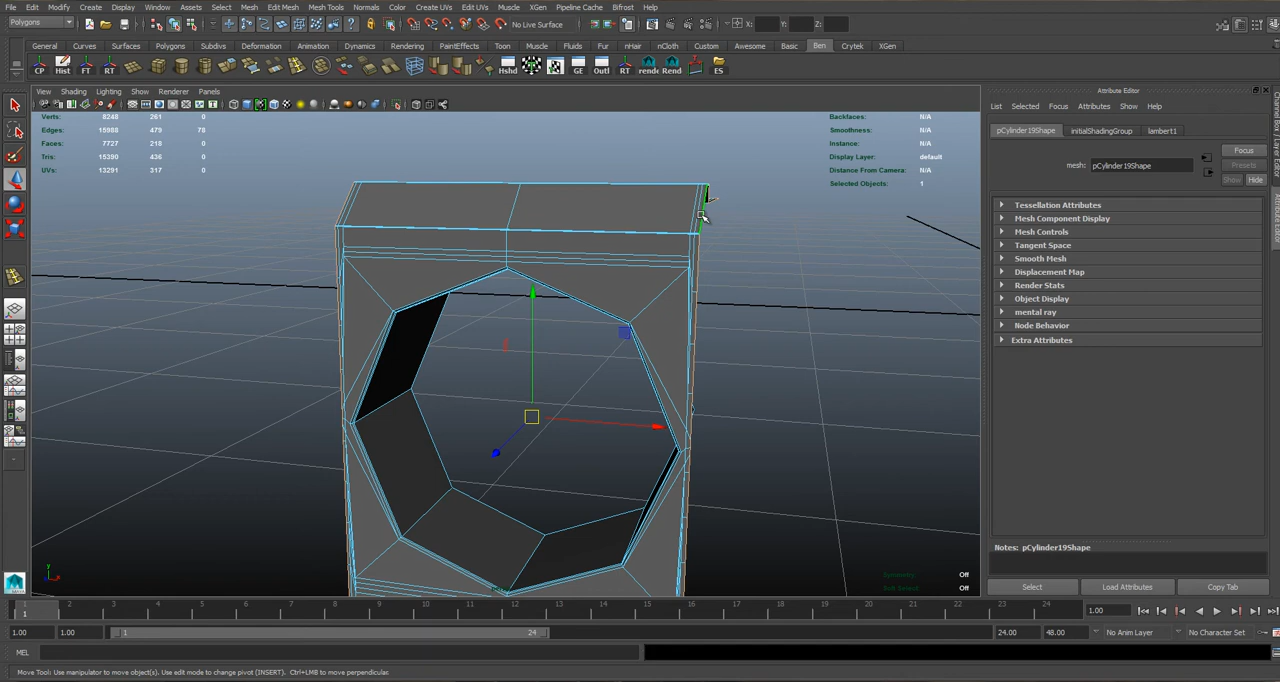 File Edit Modify Create Display Window Assets Select Mesh Edit Mesh Mesh Tools Normals Color Create UVs Edit UVs Muscle XGen Pipeline Cache Bifrost Help
Polygons No Live Surface X: Y: Z:
General Curves Surfaces Polygons Subdivs Deformation Animation Dynamics Rendering PaintEffects Toon Muscle Fluids Fur nHair nCloth Custom Awesome Basic Ben Crytek XGen
CP Hist FT RT Hshd GE Outl RT rende Rend ES
View Shading Lighting Show Renderer Panels
Attribute Editor
List Selected Focus Attributes Show Help
Verts: 8248 261 0
Edges: 15988 479 78
Faces: 7727 218 0
Tris: 15390 436 0
UVs: 13291 317 0
Backfaces: N/A
Smoothness: N/A
Instance: N/A
Display Layer: default
Distance From Camera: N/A
Selected Objects: 1
pCylinder19Shape initialShadingGroup lambert1
mesh: pCylinder19Shape
Focus
Presets
Show Hide
Tessellation Attributes
Mesh Component Display
Mesh Controls
Tangent Space
Smooth Mesh
Displacement Map
Render Stats
Object Display
mental ray
Node Behavior
Extra Attributes
Channel Box / Layer Editor
Attribute Editor
Notes: pCylinder19Shape
Symmetry: Off
Soft Select: Off
y
Select Load Attributes Copy Tab
1 2 3 4 5 6 7 8 9 10 11 12 13 14 15 16 17 18 19 20 21 22 23 24
1 1.00
1.00 1.00 1 24 24.00 48.00 No Anim Layer No Character Set
MEL
Move Tool: Use manipulator to move object(s). Use edit mode to change pivot (INSERT). Ctrl+LMB to move perpendicular.